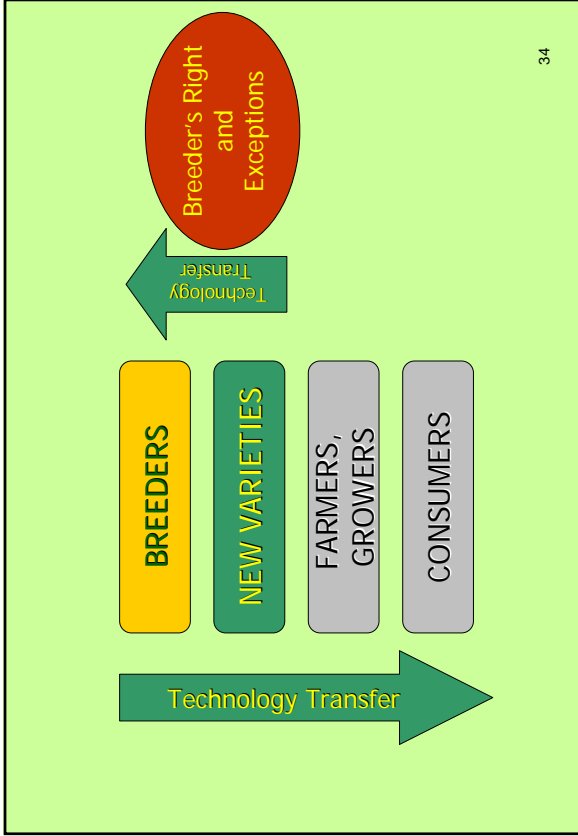 Technology Transfer
BREEDERS
NEW VARIETIES
FARMERS,
GROWERS
CONSUMERS
Technology
Transfer
Breeder's Right
and
Exceptions
34